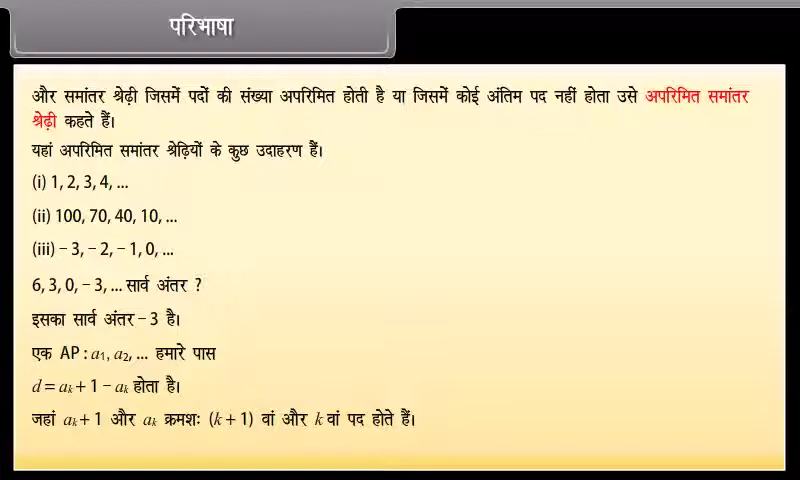 परिभाषा
और समांतर श्रेढ़ी जिसमें पदों की संख्या अपरिमित होती है या जिसमें कोई अंतिम पद नहीं होता उसे अपरिमित समांतर
श्रेढ़ी कहते हैं।
यहां अपरिमित समांतर श्रेढ़ियों के कुछ उदाहरण हैं।
(i) 1, 2, 3, 4, ...
(ii) 100, 70, 40, 10, ...
(iii) – 3, – 2, – 1, 0, ...
6, 3, 0, – 3, ... सार्व अंतर ?
इसका सार्व अंतर – 3 है।
एक AP : a₁, a₂, ... हमारे पास
d = aₖ + 1 – aₖ होता है।
जहां aₖ + 1 और aₖ क्रमशः (k + 1) वां और k वां पद होते हैं।